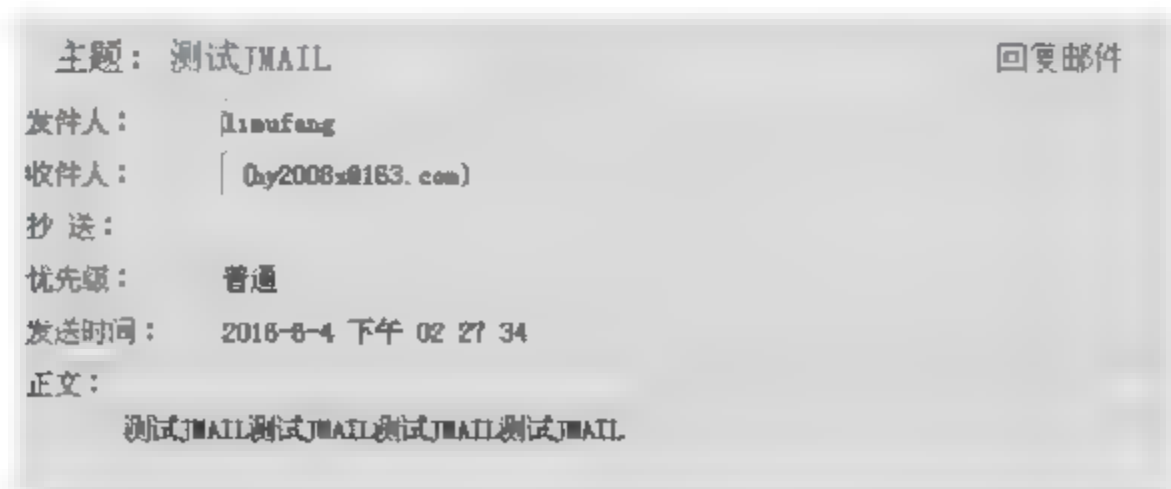 主题: 测试JMAIL 回复邮件
发件人: limufang
收件人:
抄 送:
优先级: 普通
发送时间: 下午 02 27 34
正文:
测试JMAIL测试JMAIL测试JMAIL测试JMAIL